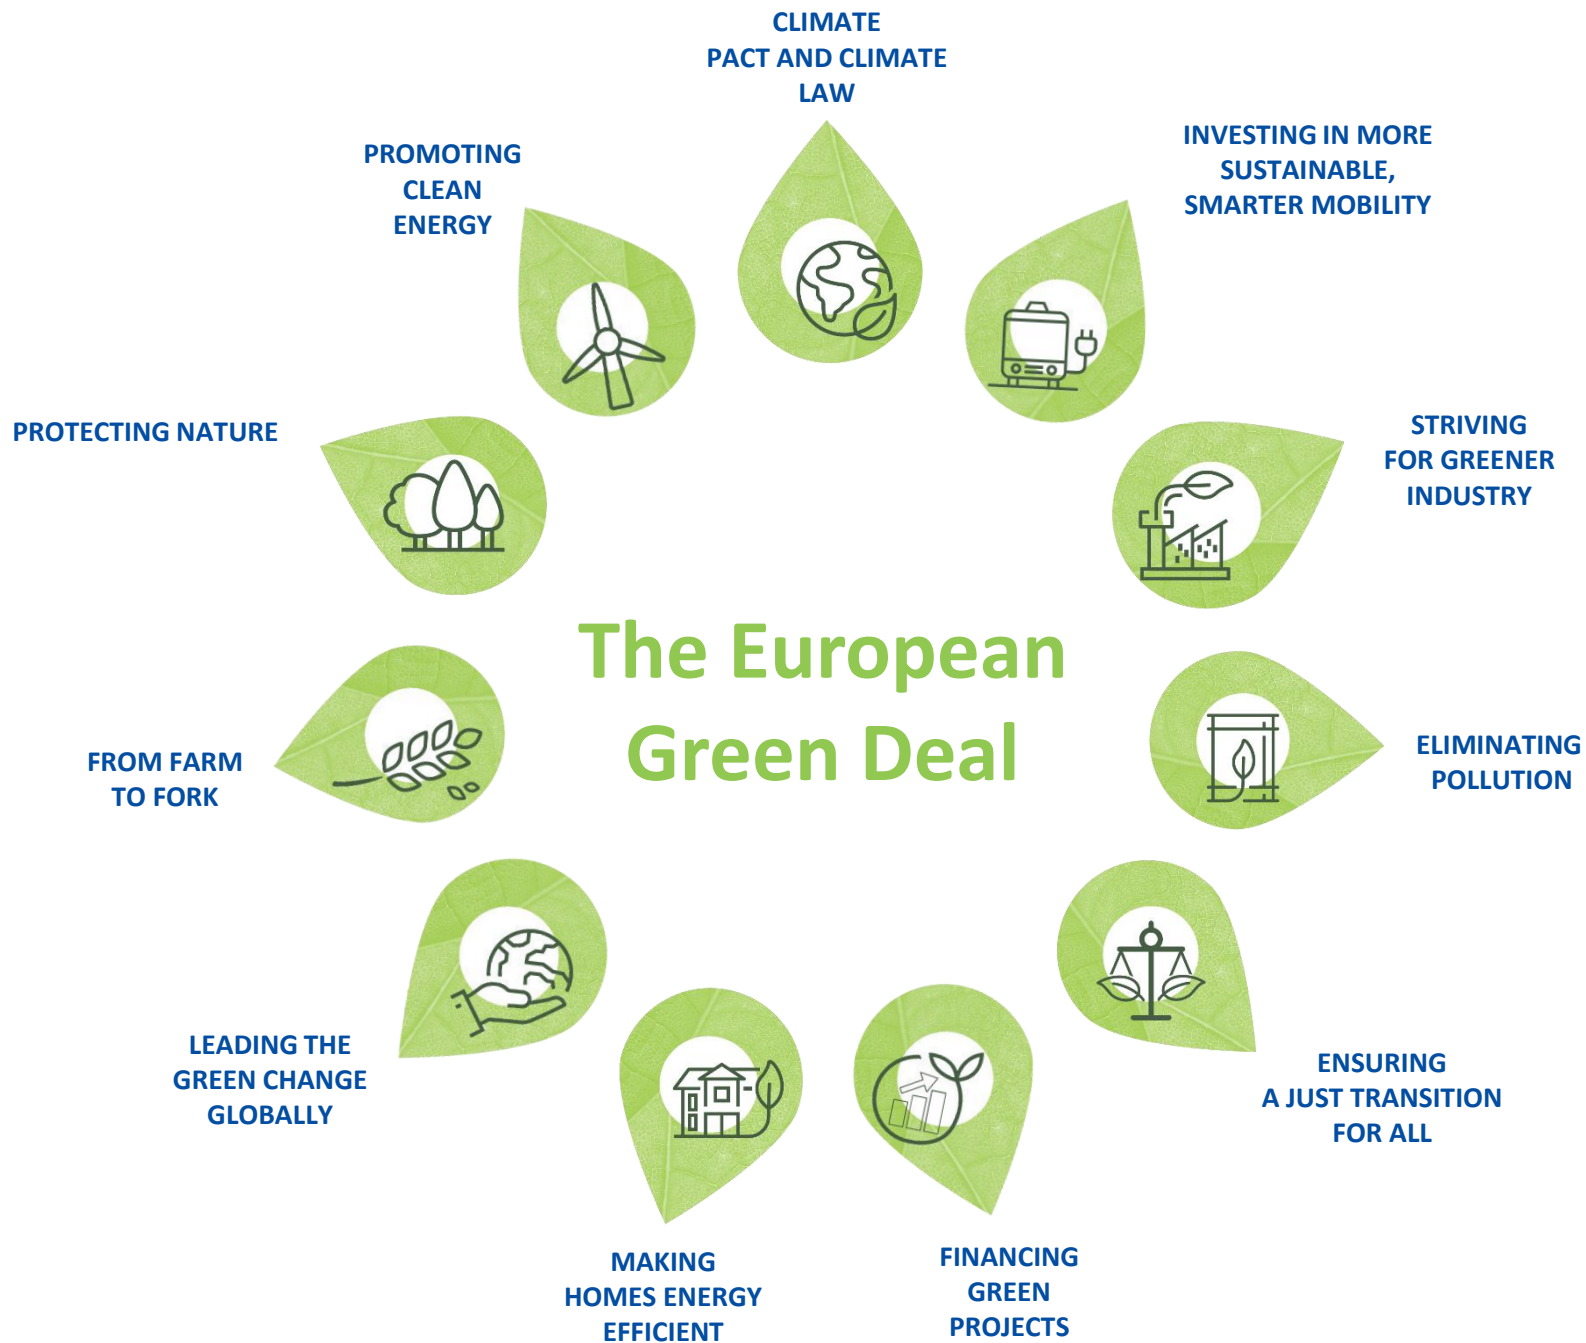 CLIMATE
PACT AND CLIMATE
LAW
INVESTING IN MORE
SUSTAINABLE,
SMARTER MOBILITY
STRIVING
FOR GREENER
INDUSTRY
ELIMINATING
POLLUTION
ENSURING
A JUST TRANSITION
FOR ALL
FINANCING
GREEN
PROJECTS
MAKING
HOMES ENERGY
EFFICIENT
LEADING THE
GREEN CHANGE
GLOBALLY
FROM FARM
TO FORK
PROTECTING NATURE
PROMOTING
CLEAN
ENERGY
The European
Green Deal